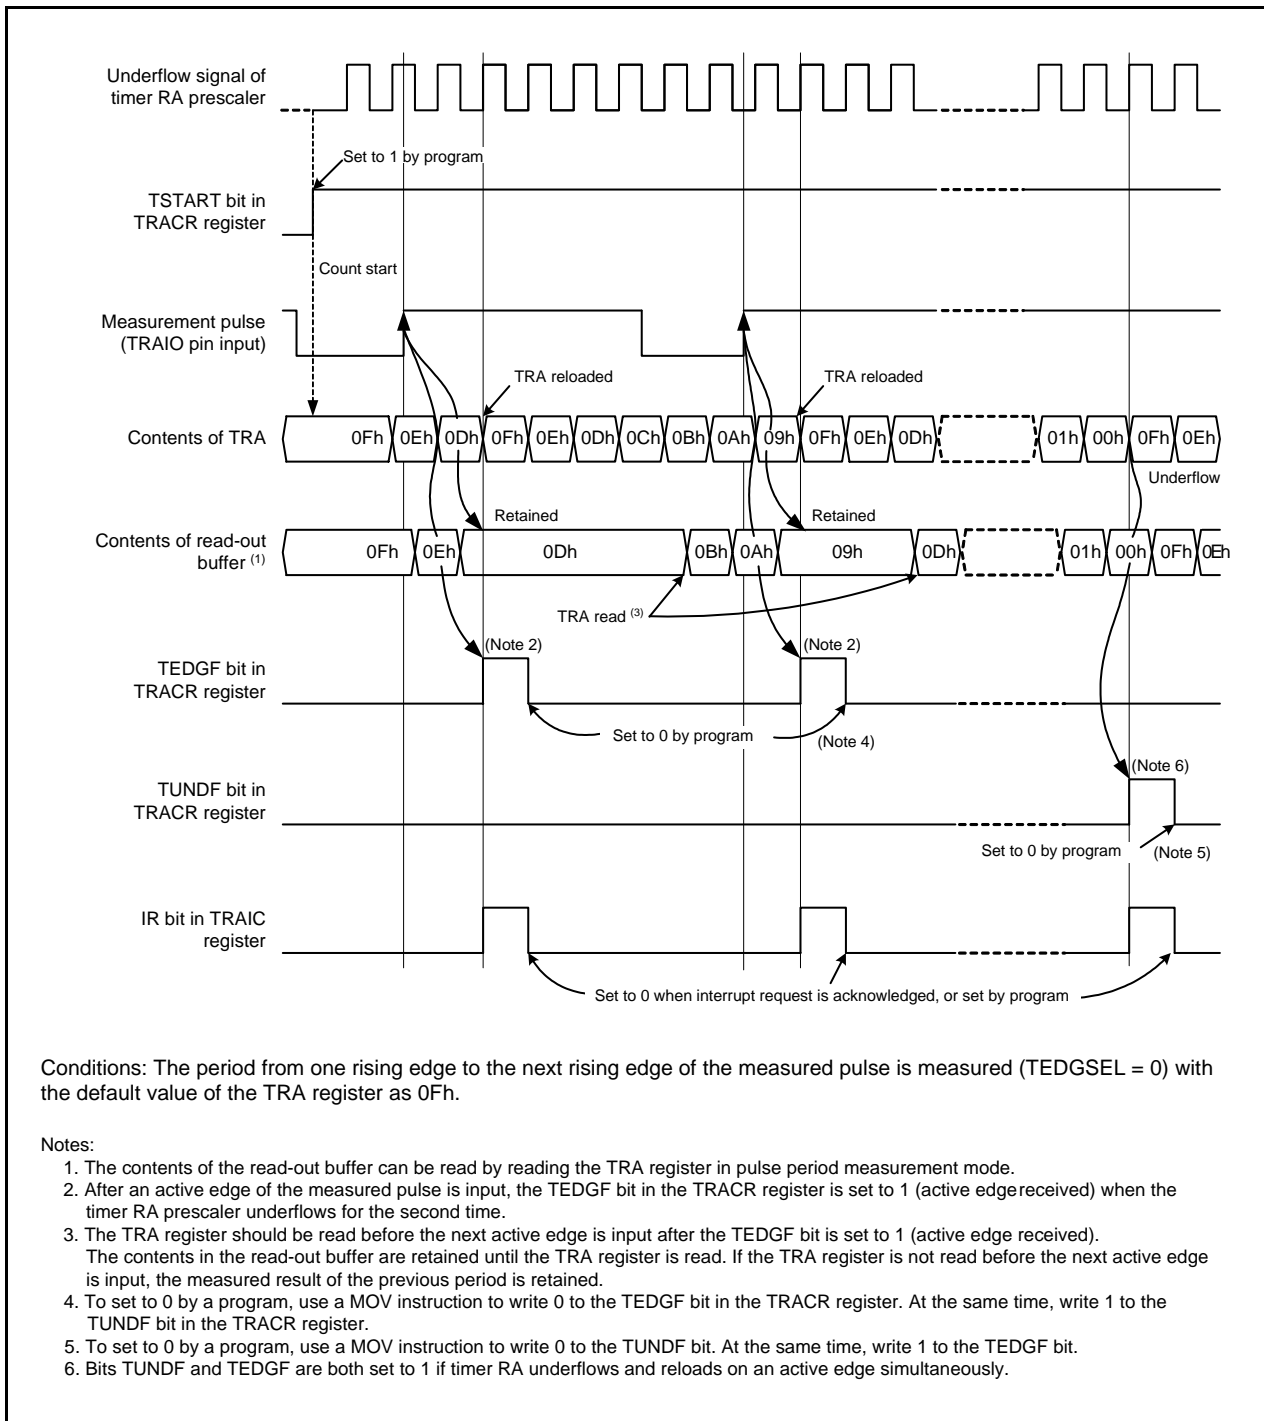 Underflow signal of
timer RA prescaler
Set to 1 by program
TSTART bit in
TRACR register
Count start
Measurement pulse
(TRAIO pin input)
TRA reloaded TRA reloaded
Contents of TRA 0Fh 0Eh 0Dh 0Fh 0Eh 0Dh 0Ch 0Bh 0Ah 09h 0Fh 0Eh 0Dh 01h 00h 0Fh 0Eh
Underflow
Retained Retained
Contents of read-out
buffer (1) 0Fh 0Eh 0Dh 0Bh 0Ah 09h 0Dh 01h 00h 0Fh 0Eh
TRA read (3)
(Note 2) (Note 2)
TEDGF bit in
TRACR register
Set to 0 by program (Note 4)
(Note 6)
TUNDF bit in
TRACR register
Set to 0 by program (Note 5)
IR bit in TRAIC
register
Set to 0 when interrupt request is acknowledged, or set by program
Conditions: The period from one rising edge to the next rising edge of the measured pulse is measured (TEDGSEL = 0) with
the default value of the TRA register as 0Fh.
Notes:
1. The contents of the read-out buffer can be read by reading the TRA register in pulse period measurement mode.
2. After an active edge of the measured pulse is input, the TEDGF bit in the TRACR register is set to 1 (active edge received) when the
timer RA prescaler underflows for the second time.
3. The TRA register should be read before the next active edge is input after the TEDGF bit is set to 1 (active edge received).
The contents in the read-out buffer are retained until the TRA register is read. If the TRA register is not read before the next active edge
is input, the measured result of the previous period is retained.
4. To set to 0 by a program, use a MOV instruction to write 0 to the TEDGF bit in the TRACR register. At the same time, write 1 to the
TUNDF bit in the TRACR register.
5. To set to 0 by a program, use a MOV instruction to write 0 to the TUNDF bit. At the same time, write 1 to the TEDGF bit.
6. Bits TUNDF and TEDGF are both set to 1 if timer RA underflows and reloads on an active edge simultaneously.